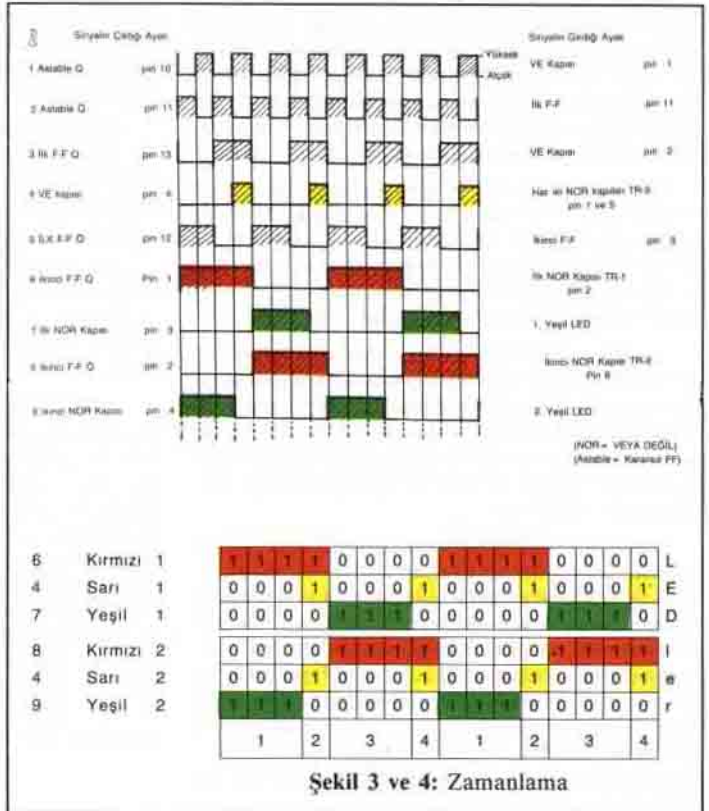 Sinyalin Çıktığı Ayak
Sinyalin Girdiği Ayak
1 Astable Q pin 10
Yüksek
Alçak
VE Kapısı pin 1
2 Astable Q pin 11
İlk F-F pin 11
3 İlk F-F Q pin 13
VE Kapısı pin 2
4 VE kapısı pin
Her iki NOR kapıları
pin 1 ve 5
F-F Q pin 12
İkinci F-F pin
6 İkinci F-F Q Pin 1
İlk NOR Kapısı TR-1
pin 2
7 İlk NOR Kapısı pin 3
1. Yeşil LED
8 İkinci F-F Q pin 2
İkinci NOR Kapısı
Pin 6
9 İkinci NOR Kapısı pin 4
2. Yeşil LED
(NOR = VEYA DEĞİL)
(Astable = Kararsız FF)
6 Kırmızı 1 1 1 1 1 0 0 0 0 1 1 1 1 0 0 0 0 L
4 Sarı 1 0 0 0 1 0 0 0 1 0 0 0 1 0 0 0 1 E
7 Yeşil 1 0 0 0 0 1 1 1 0 0 0 0 0 1 1 1 0 D
8 Kırmızı 2 0 0 0 0 1 1 1 1 0 0 0 0 1 1 1 1 l
4 Sarı 2 0 0 0 1 0 0 0 1 0 0 0 1 0 0 0 1 e
9 Yeşil 2 1 1 1 0 0 0 0 0 1 1 1 0 0 0 0 0 r
1 2 3 4 1 2 3 4
Şekil 3 ve 4: Zamanlama